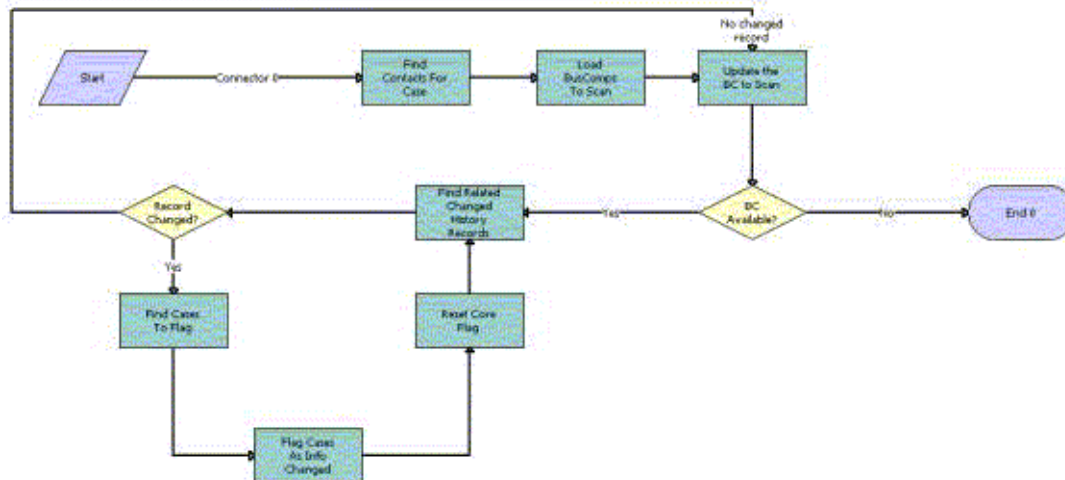 No changed
record
Start
Connector 0
Find
Contacts For
Case
Load
BusComps
To Scan
Update the
BC to Scan
Record
Changed?
Find Related
Changed
History
Records
Yes
BC
Available?
No
End 0
Yes
Find Cases
To Flag
Reset Core
Flag
Flag Cases
As Info
Changed